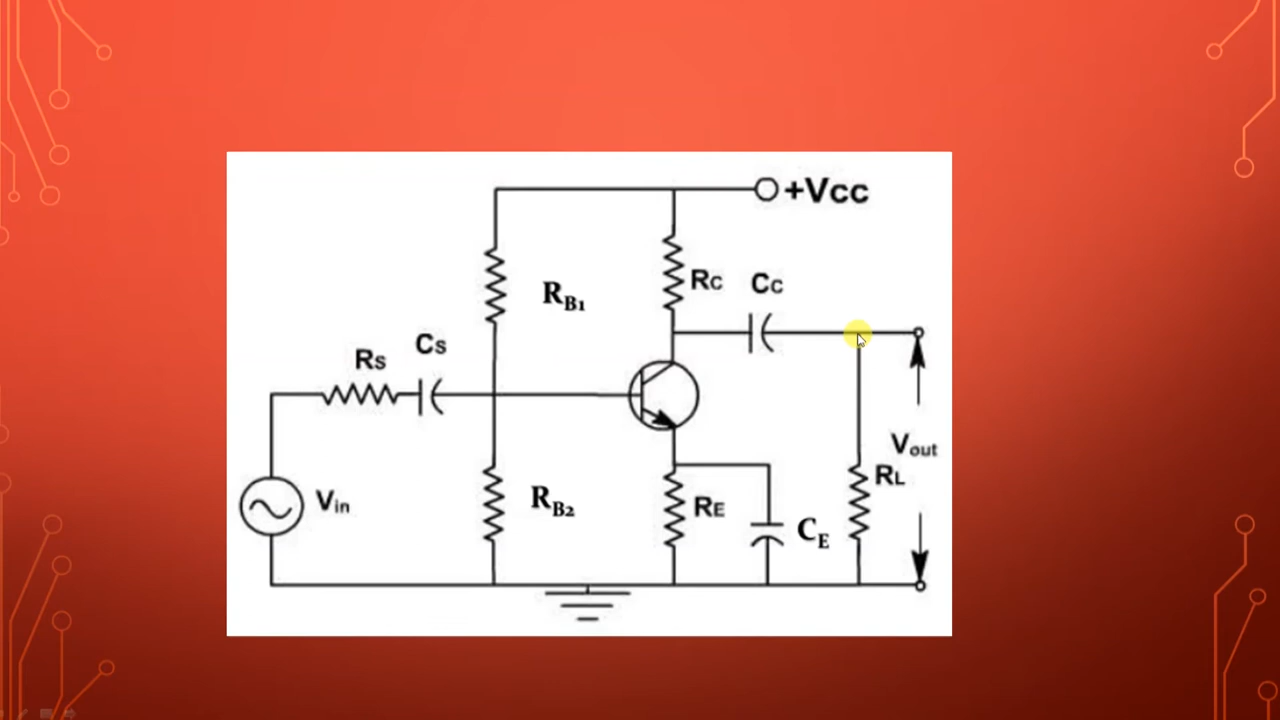 +Vcc
Rc Cc
RB1
Cs
Rs
Vout
RL
RB2
Vin
RE
CE